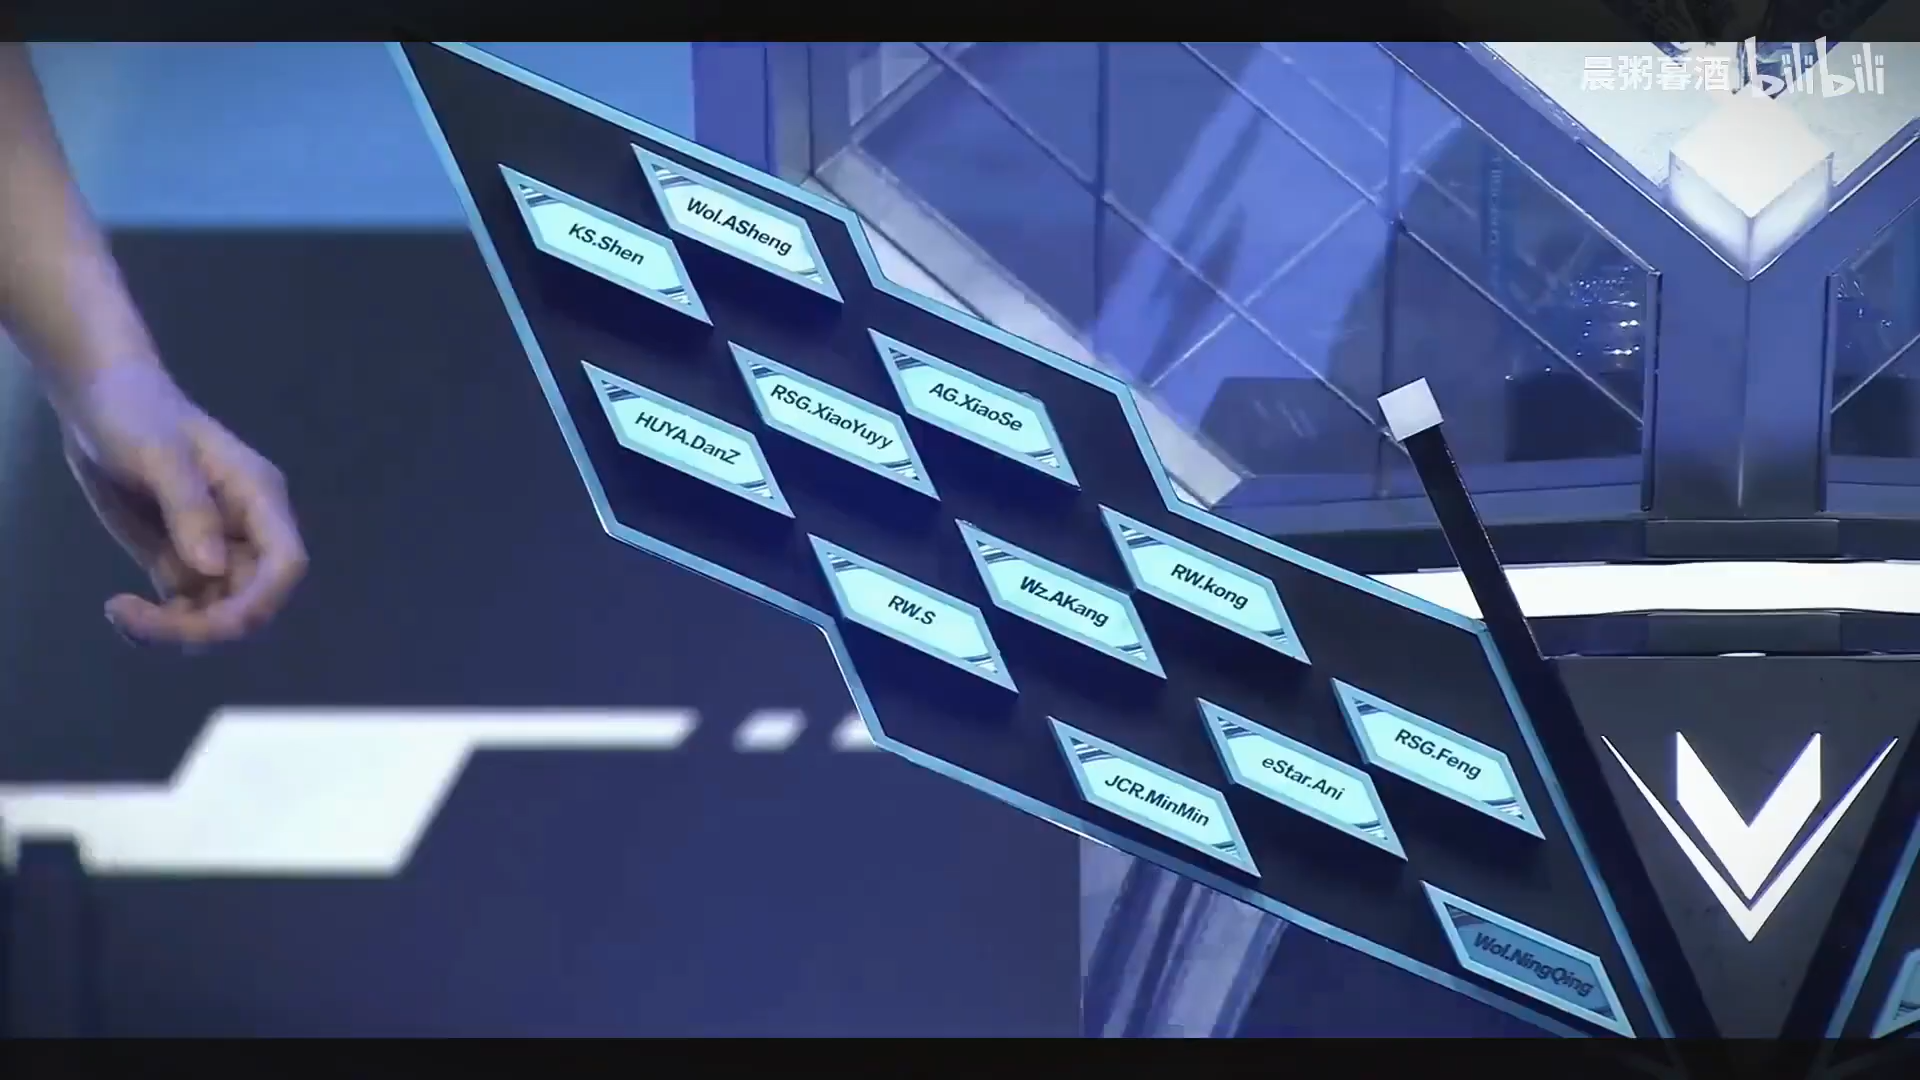 晨粥暮酒 bilibili
KS.Shen
Wol.ASheng
HUYA.DanZ
RSG.XiaoYuyy
AG.XiaoSe
RW.S
Wz.AKang
RW.kong
JCR.MinMin
eStar.Ani
RSG.Feng
Wol.NingQing